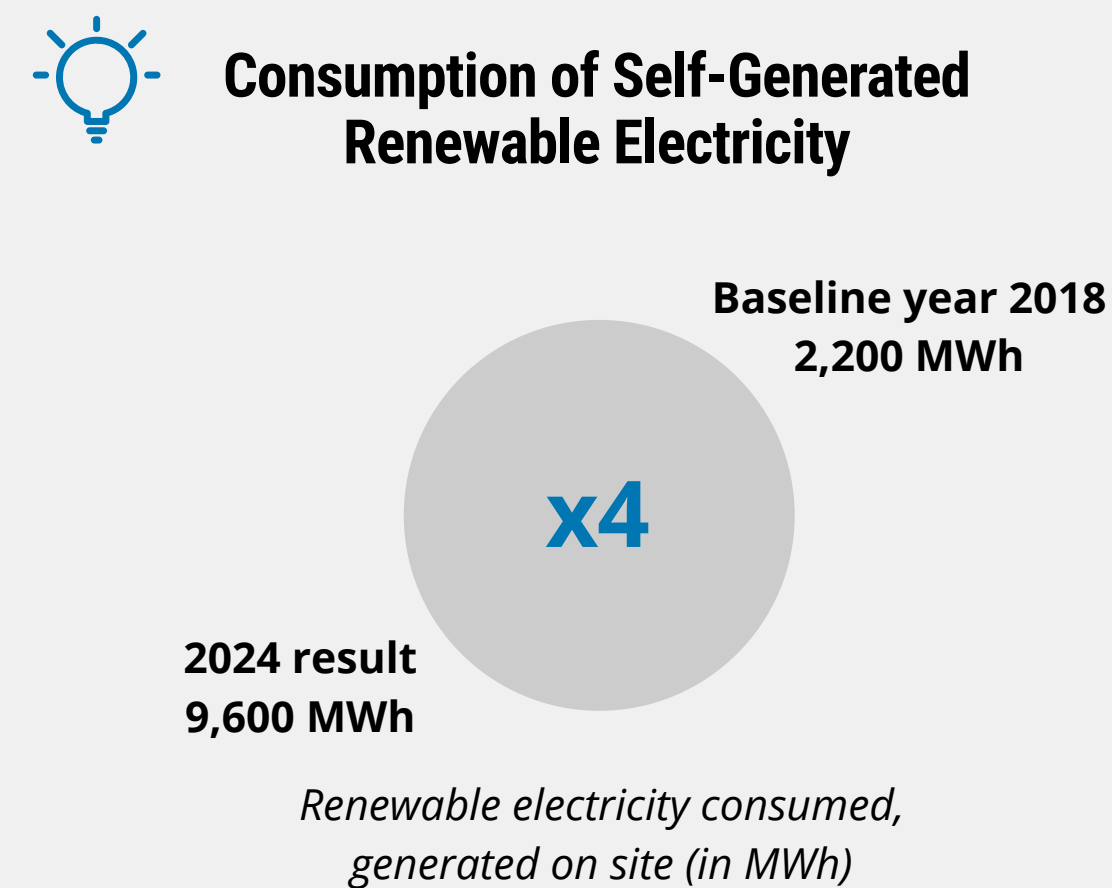 Consumption of Self-Generated
Renewable Electricity
Baseline year 2018
2,200 MWh
x4
2024 result
9,600 MWh
Renewable electricity consumed,
generated on site (in MWh)